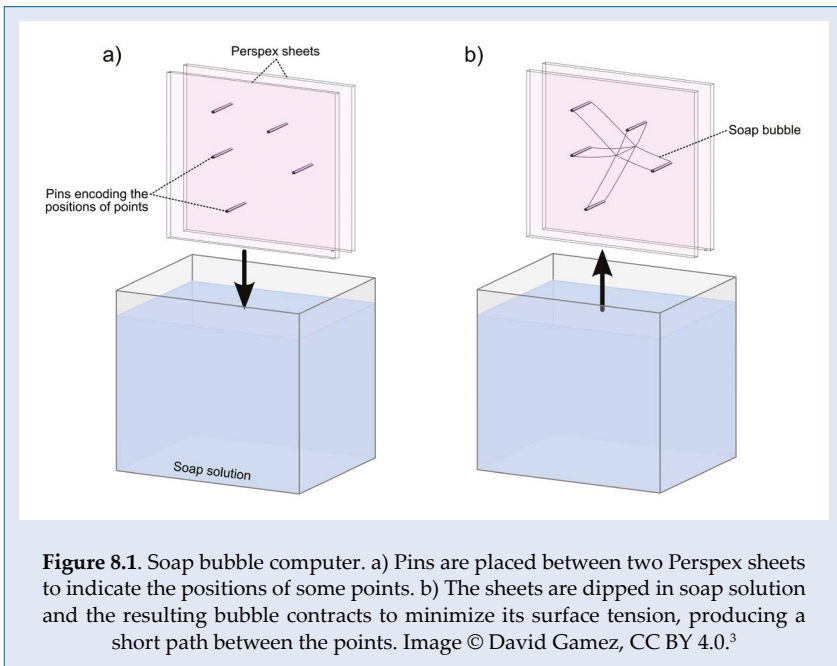 a)
Perspex sheets
b)
Soap bubble
Pins encoding the
positions of points
Soap solution
Figure 8.1. Soap bubble computer. a) Pins are placed between two Perspex sheets
to indicate the positions of some points. b) The sheets are dipped in soap solution
and the resulting bubble contracts to minimize its surface tension, producing a
short path between the points. Image © David Gamez, CC BY 4.0.³